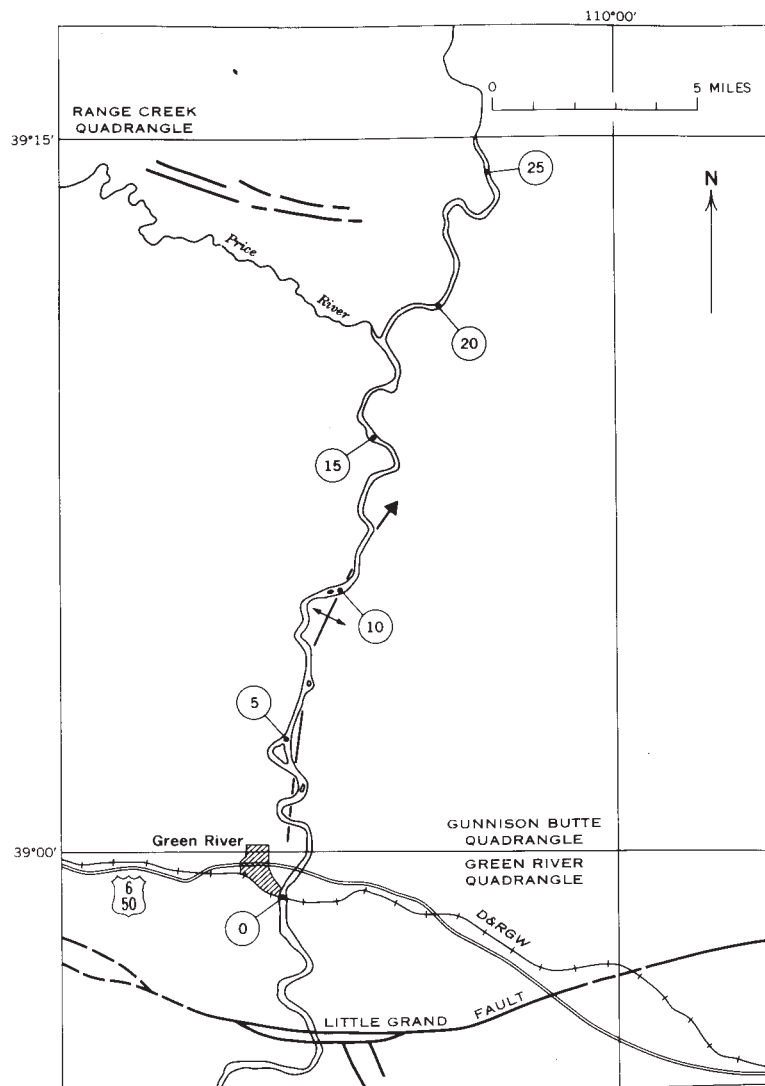 110°00'
0 5 MILES
RANGE CREEK
QUADRANGLE
39°15'
25
N
Price
River
20
15
10
5
GUNNISON BUTTE
QUADRANGLE
Green River
39°00'
GREEN RIVER
QUADRANGLE
6
50
0
D&RGW
LITTLE GRAND FAULT